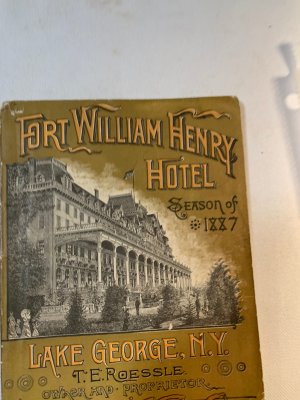 FORT WILLIAM HENRY
HOTEL
SEASON of
1887
LAKE GEORGE, N.Y.
T. E. ROESSLE.
OWNER AND PROPRIETOR.